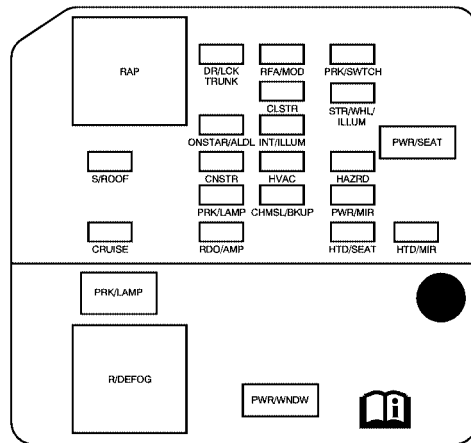 RAP
DR/LCK
TRUNK
RFA/MOD
PRK/SWTCH
CLSTR
STR/WHL/
ILLUM
ONSTAR/ALDL
INT/ILLUM
PWR/SEAT
S/ROOF
CNSTR
HVAC
HAZRD
PRK/LAMP
CHMSL/BKUP
PWR/MIR
CRUISE
RDO/AMP
HTD/SEAT
HTD/MIR
PRK/LAMP
R/DEFOG
PWR/WNDW
i